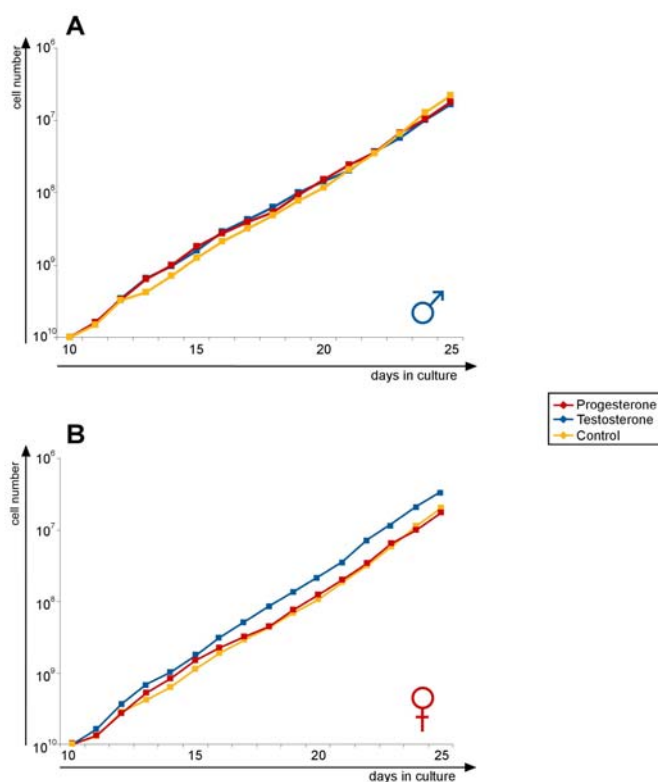 A
cell number
10⁶
10⁷
10⁸
10⁹
10¹⁰
10 15 20 25
days in culture
Progesterone
Testosterone
Control
B
cell number
10⁶
10⁷
10⁸
10⁹
10¹⁰
10 15 20 25
days in culture